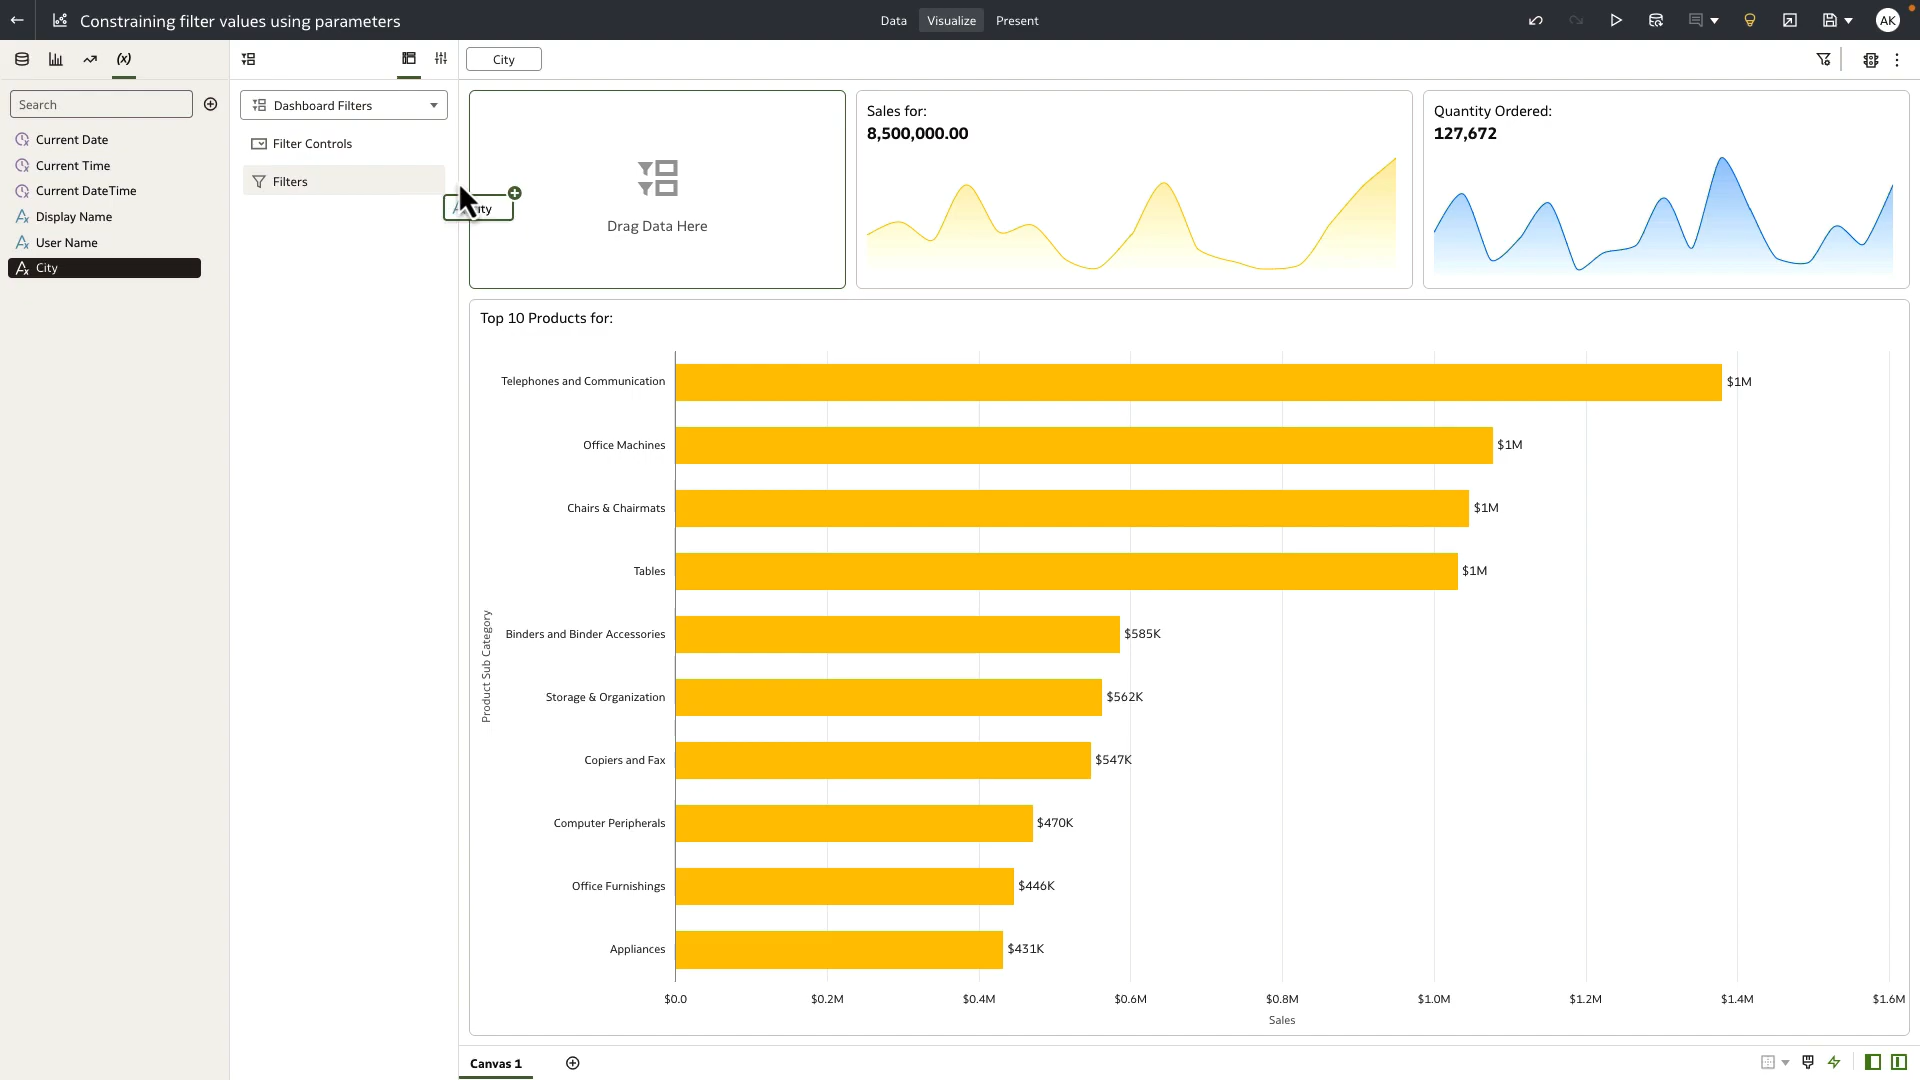 Constraining filter values using parameters
Data
Visualize
Present
AK
Search
Current Date
Current Time
Current DateTime
Display Name
User Name
City
Dashboard Filters
Filter Controls
Filters
City
Drag Data Here
Sales for:
8,500,000.00
Quantity Ordered:
127,672
Top 10 Products for:
Product Sub Category
Telephones and Communication
$1M
Office Machines
$1M
Chairs & Chairmats
$1M
Tables
$1M
Binders and Binder Accessories
$585K
Storage & Organization
$562K
Copiers and Fax
$547K
Computer Peripherals
$470K
Office Furnishings
$446K
Appliances
$431K
$0.0
$0.2M
$0.4M
$0.6M
$0.8M
$1.0M
$1.2M
$1.4M
$1.6M
Sales
Canvas 1